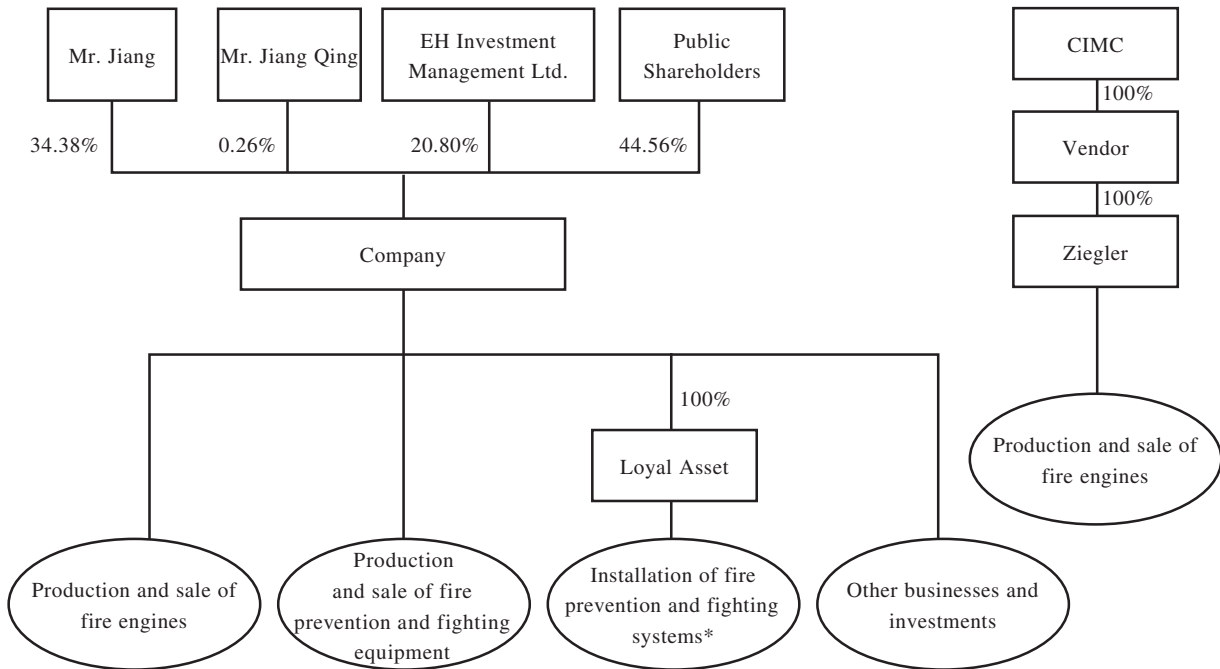 Mr. Jiang
Mr. Jiang Qing
EH Investment
Management Ltd.
Public
Shareholders
34.38%
0.26%
20.80%
44.56%
Company
100%
Loyal Asset
Production and sale of
fire engines
Production
and sale of fire
prevention and fighting
equipment
Installation of fire
prevention and fighting
systems*
Other businesses and
investments
CIMC
100%
Vendor
100%
Ziegler
Production and sale of
fire engines